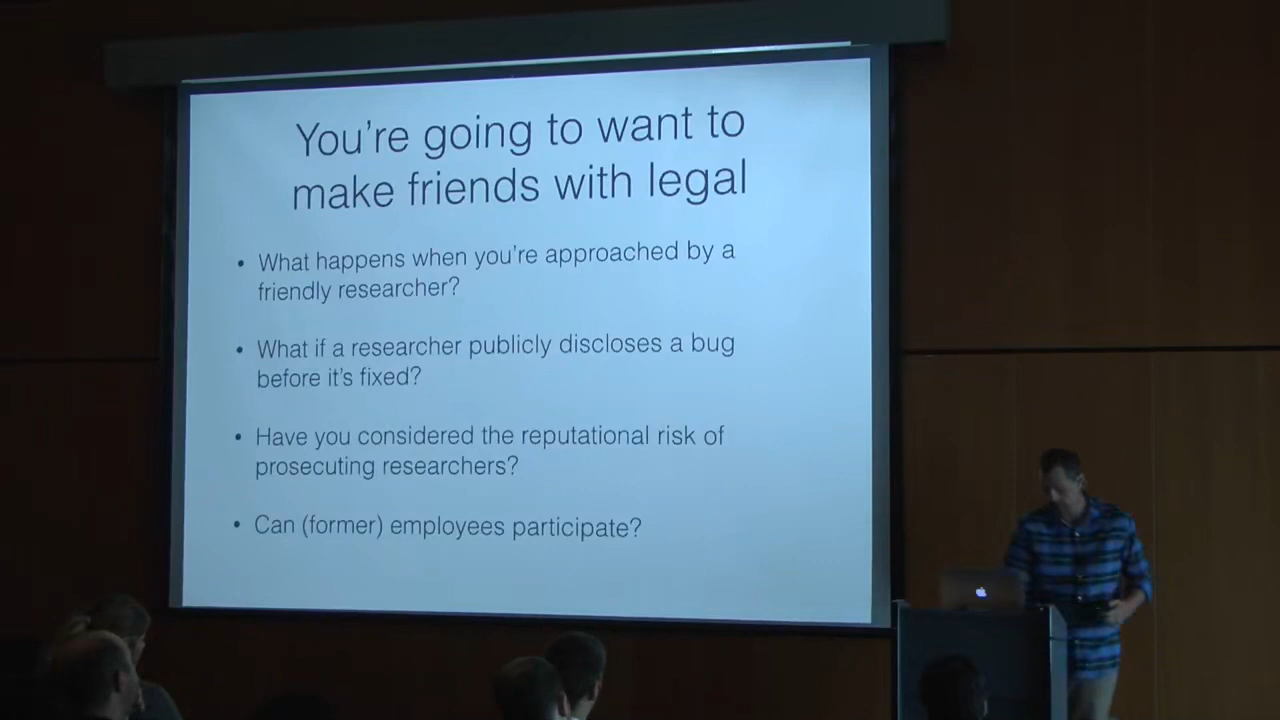 You're going to want to
make friends with legal
• What happens when you're approached by a
friendly researcher?
• What if a researcher publicly discloses a bug
before it's fixed?
• Have you considered the reputational risk of
prosecuting researchers?
• Can (former) employees participate?